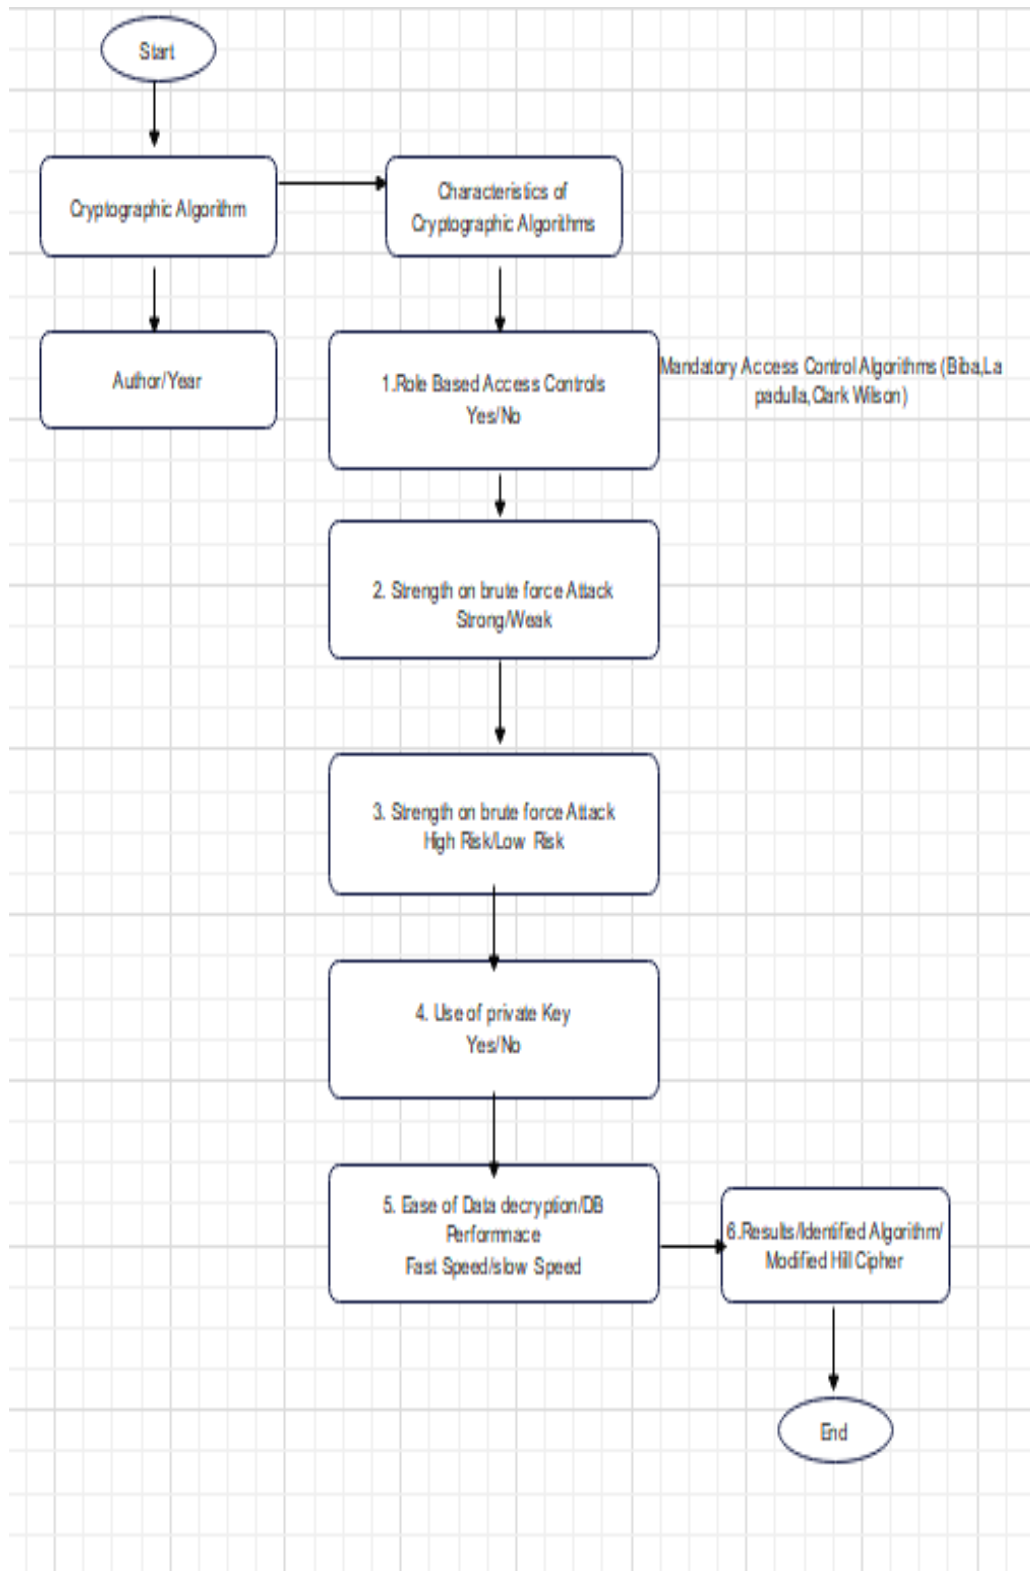 Start
Cryptographic Algorithm
Characteristics of
Cryptographic Algorithms
Author/Year
1.Role Based Access Controls
Yes/No
Mandatory Access Control Algorithms (Biba,La
padulla,Clark Wilson)
2. Strength on brute force Attack
Strong/Weak
3. Strength on brute force Attack
High Risk/Low Risk
4. Use of private Key
Yes/No
5. Ease of Data decryption/DB
Performnace
Fast Speed/slow Speed
6.Results/Identified Algorithm/
Modified Hill Cipher
End